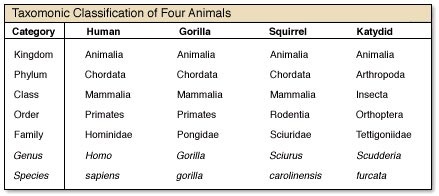 Taxomonic Classification of Four Animals
Category Human Gorilla Squirrel Katydid
Kingdom Animalia Animalia Animalia Animalia
Phylum Chordata Chordata Chordata Arthropoda
Class Mammalia Mammalia Mammalia Insecta
Order Primates Primates Rodentia Orthoptera
Family Hominidae Pongidae Sciuridae Tettigoniidae
Genus Homo Gorilla Sciurus Scudderia
Species sapiens gorilla carolinensis furcata